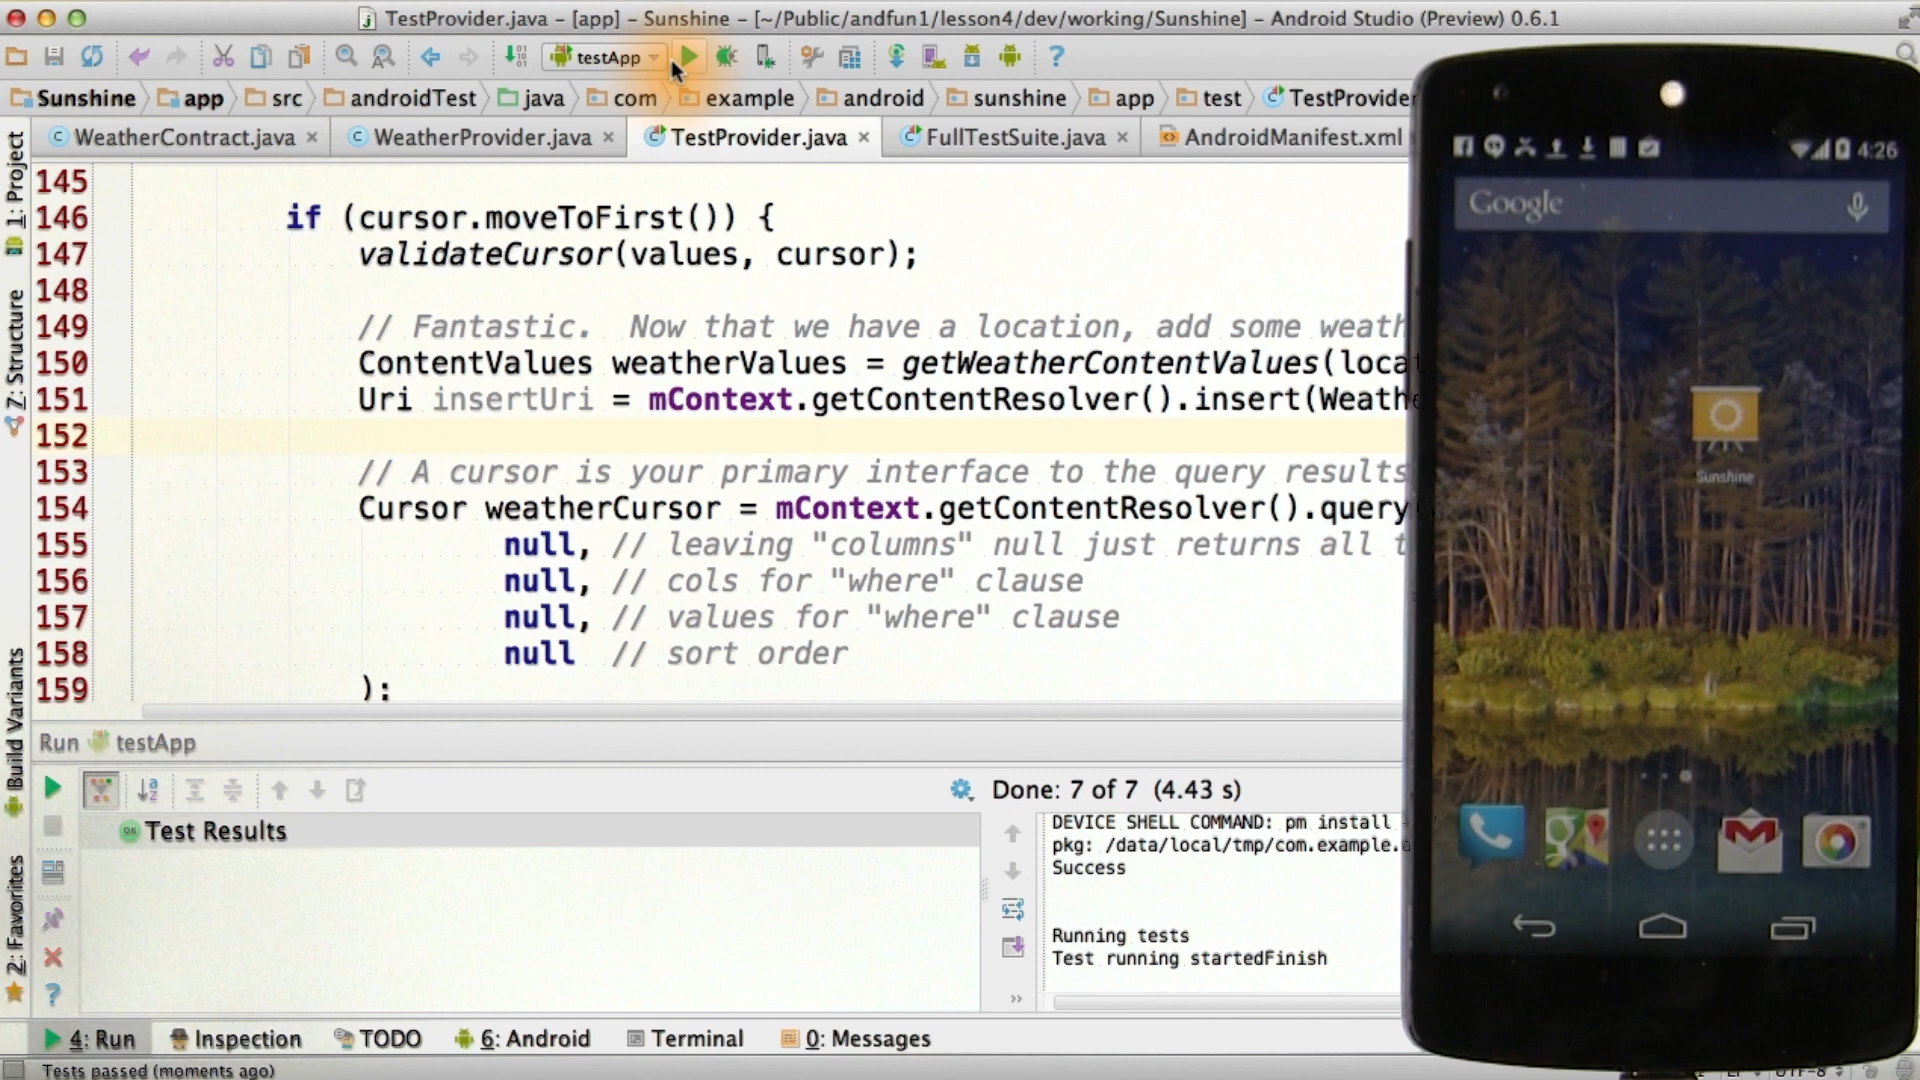 TestProvider.java - [app] - Sunshine - [~/Public/andfun1/lesson4/dev/working/Sunshine] - Android Studio (Preview) 0.6.1
testApp
Sunshine app src androidTest java com example android sunshine app test TestProvider
WeatherContract.java WeatherProvider.java TestProvider.java FullTestSuite.java AndroidManifest.xml
1: Project
Z: Structure
Build Variants
2: Favorites
145
146 if (cursor.moveToFirst()) {
147 validateCursor(values, cursor);
148
149 // Fantastic.  Now that we have a location, add some weath
150 ContentValues weatherValues = getWeatherContentValues(locat
151 Uri insertUri = mContext.getContentResolver().insert(Weathe
152
153 // A cursor is your primary interface to the query results
154 Cursor weatherCursor = mContext.getContentResolver().query(
155 null, // leaving "columns" null just returns all t
156 null, // cols for "where" clause
157 null, // values for "where" clause
158 null  // sort order
159 );
Run testApp
Done: 7 of 7 (4.43 s)
OK Test Results
DEVICE SHELL COMMAND: pm install -
pkg: /data/local/tmp/com.example.a
Success
Running tests
Test running startedFinish
4: Run Inspection TODO 6: Android Terminal 0: Messages
Tests passed (moments ago)
UTF-8
4:26
Google
Sunshine